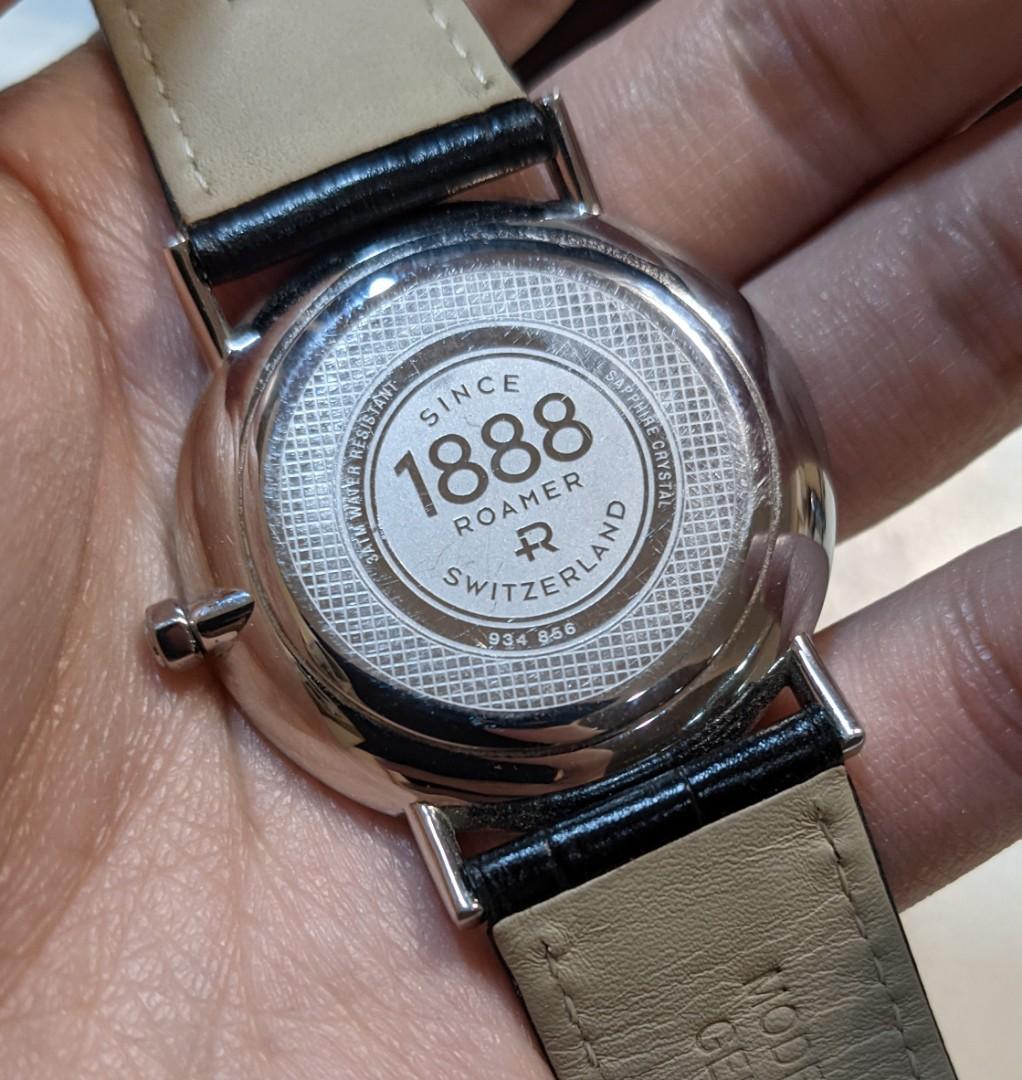 SINCE
1888
ROAMER
R
SWITZERLAND
3ATM WATER RESISTANT
SAPPHIRE CRYSTAL
934 856